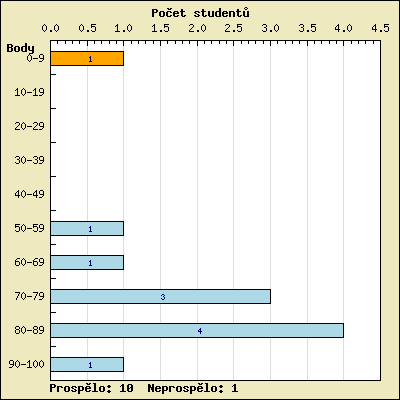 Počet studentů
0.0 0.5 1.0 1.5 2.0 2.5 3.0 3.5 4.0 4.5
Body
0-9 1
10-19
20-29
30-39
40-49
50-59 1
60-69 1
70-79 3
80-89 4
90-100 1
Prospělo: 10 Neprospělo: 1